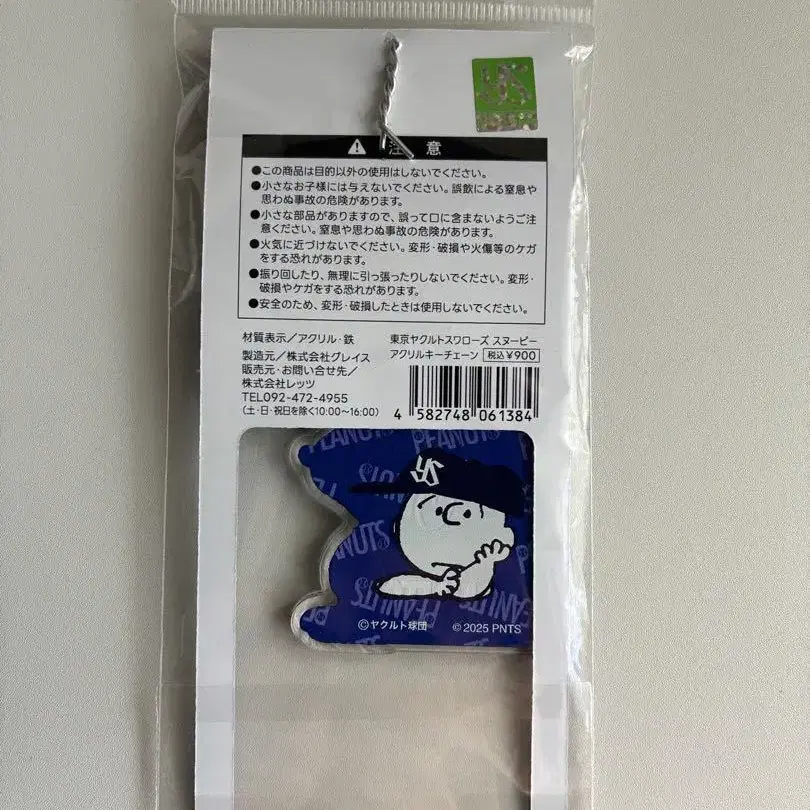 注 意
●この商品は目的以外の使用はしないでください。
●小さなお子様には与えないでください。誤飲による窒息や
思わぬ事故の危険があります。
●小さな部品がありますので、誤って口に含まないようご注
意ください。窒息や思わぬ事故の危険があります。
●火気に近づけないでください。変形・破損や火傷等のケガ
をする恐れがあります。
●振り回したり、無理に引っ張ったりしないでください。変形・
破損やケガをする恐れがあります。
●安全のため、変形・破損したときは使用しないでください。
材質表示／アクリル・鉄
製造元／株式会社グレイス
販売元・お問い合せ先／
株式会社レッツ
TEL092-472-4955
(土・日・祝日を除く10:00〜16:00)
東京ヤクルトスワローズ スヌーピー
アクリルキーチェーン 税込¥900
4 582748 061384
PEANUTS
YS
PEANUTS
PEANUTS
©ヤクルト球団 © 2025 PNTS